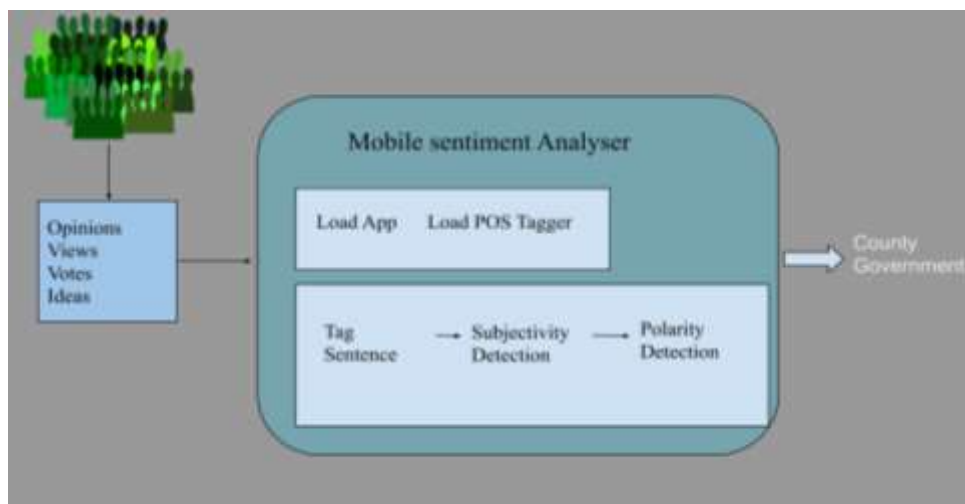 Mobile sentiment Analyser
Opinions
Views
Votes
Ideas
Load App Load POS Tagger
Tag Sentence
Subjectivity Detection
Polarity Detection
County
Government